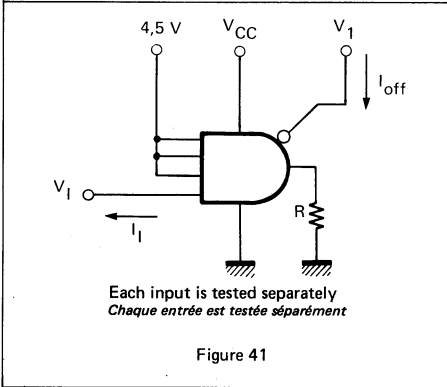 4,5 V
VCC
V1
Ioff
VI
II
R
Each input is tested separately
Chaque entrée est testée séparément
Figure 41